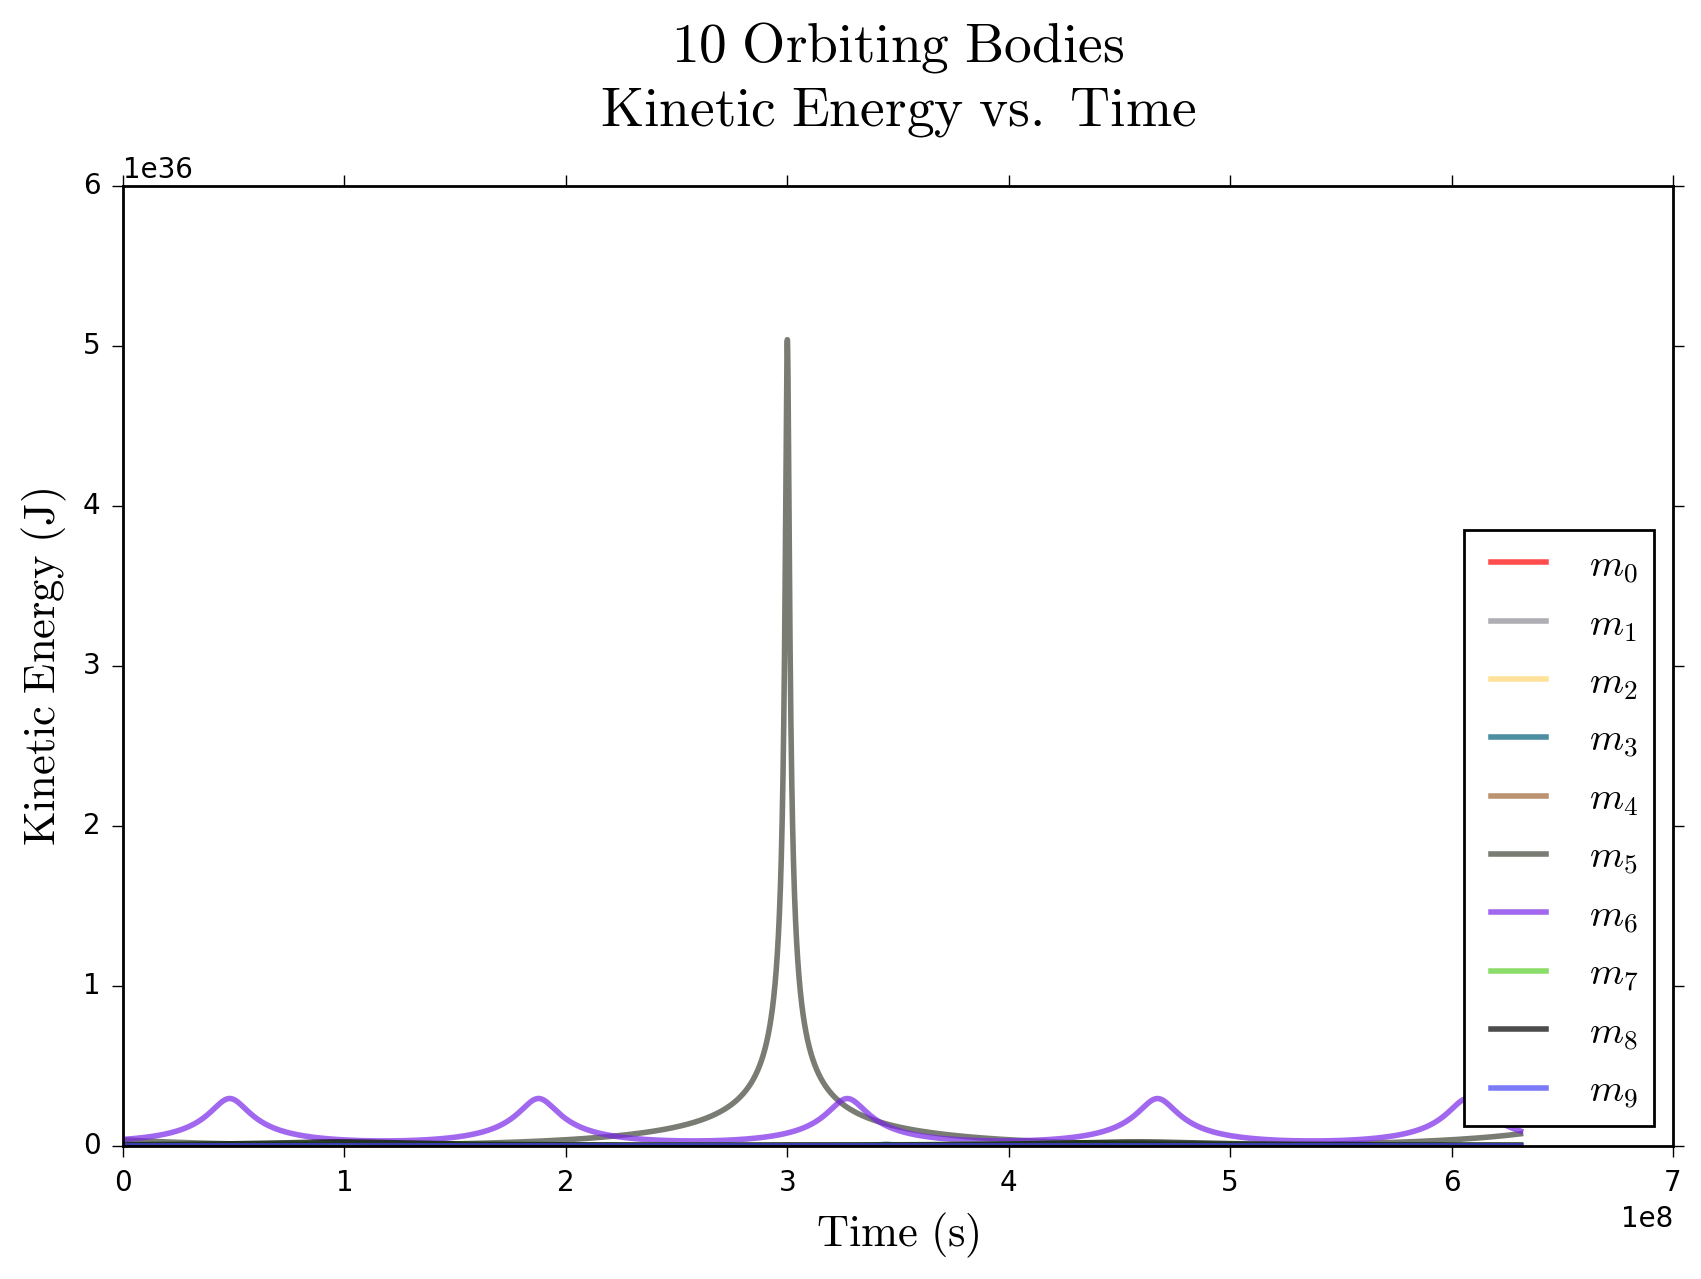 10 Orbiting Bodies
Kinetic Energy vs. Time
1e36
6
5
4
3
2
1
0
Kinetic Energy (J)
m0
m1
m2
m3
m4
m5
m6
m7
m8
m9
0 1 2 3 4 5 6 7
1e8
Time (s)